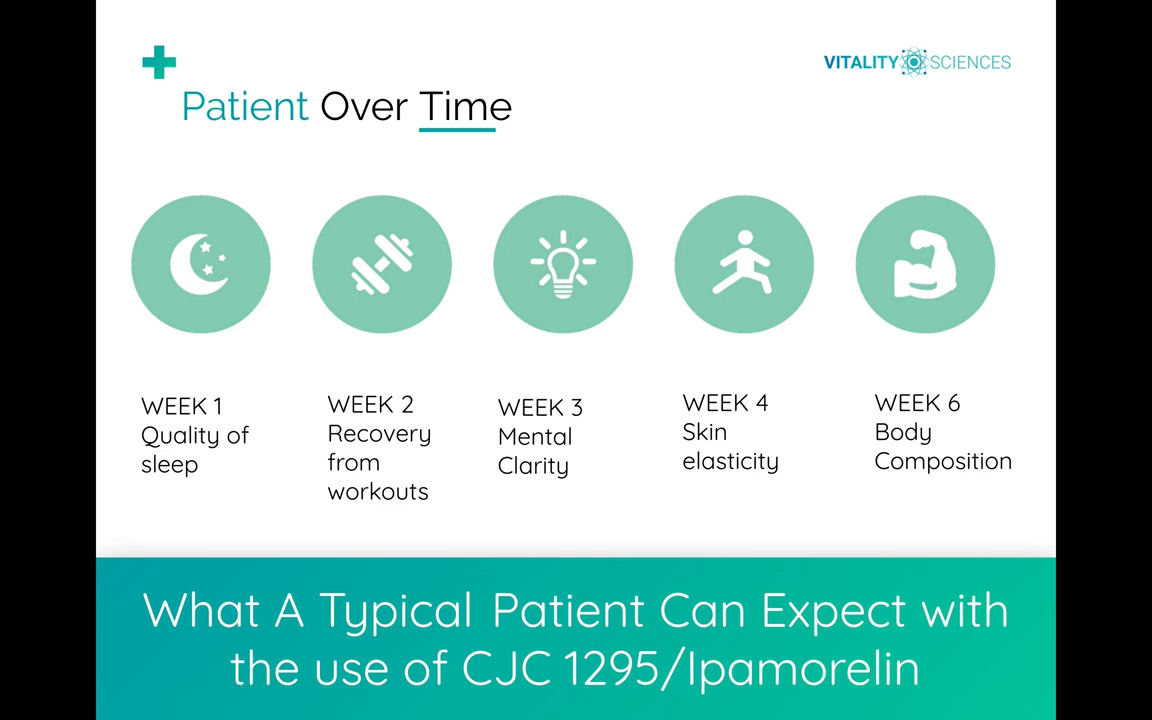 VITALITY SCIENCES
Patient Over Time
WEEK 1
Quality of
sleep
WEEK 2
Recovery
from
workouts
WEEK 3
Mental
Clarity
WEEK 4
Skin
elasticity
WEEK 6
Body
Composition
What A Typical Patient Can Expect with
the use of CJC 1295/Ipamorelin